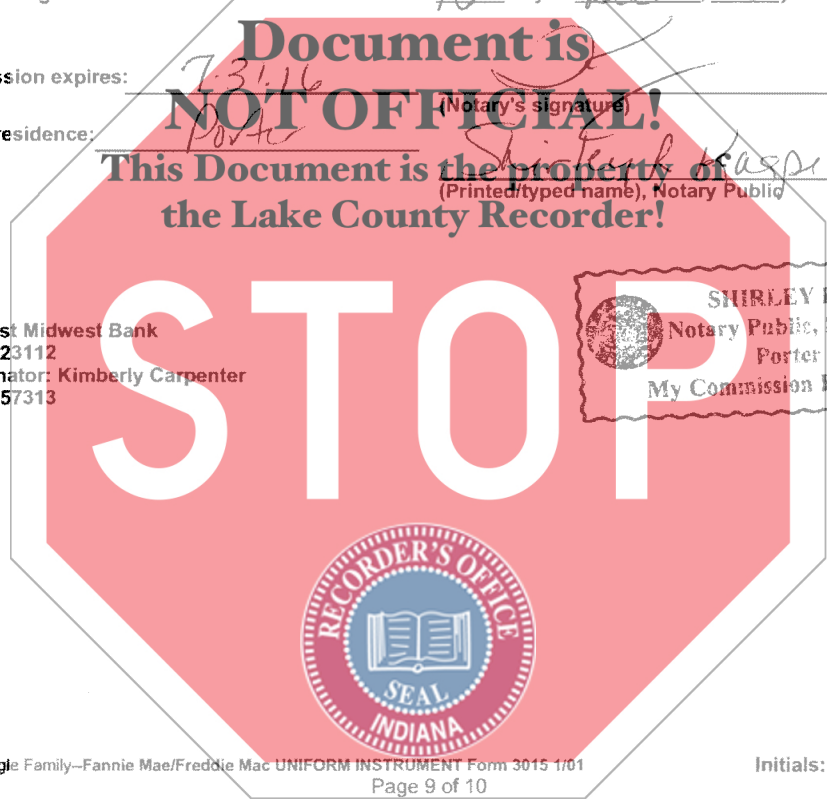 Document is
ssion expires: 7.31.16
NOT OFFICIAL!
(Notary's signature)
residence: Porter
This Document is the property of
(Printed/typed name), Notary Public
the Lake County Recorder!
SHIRLEY
st Midwest Bank
Notary Public,
23112
Porter
nator: Kimberly Carpenter
My Commission
57313
STOP
RECORDER'S OFFICE
SEAL
INDIANA
gle Family--Fannie Mae/Freddie Mac UNIFORM INSTRUMENT Form 3015 1/01
Initials:
Page 9 of 10